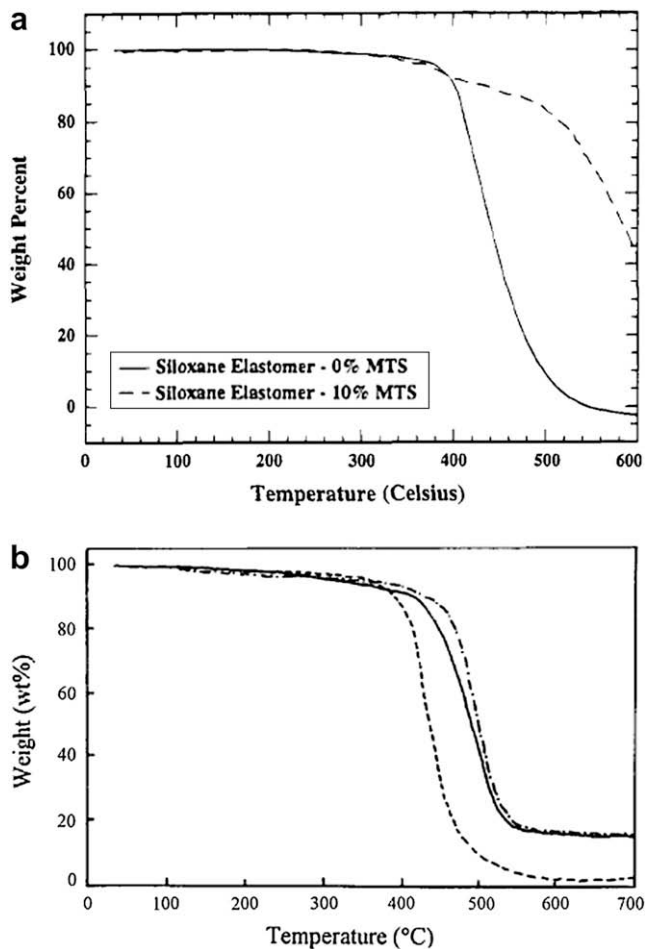 a
100
80
60
40
20
0
Weight Percent
Siloxane Elastomer - 0% MTS
Siloxane Elastomer - 10% MTS
0 100 200 300 400 500 600
Temperature (Celsius)
b
100
80
60
40
20
0
Weight (wt%)
0 100 200 300 400 500 600 700
Temperature (°C)